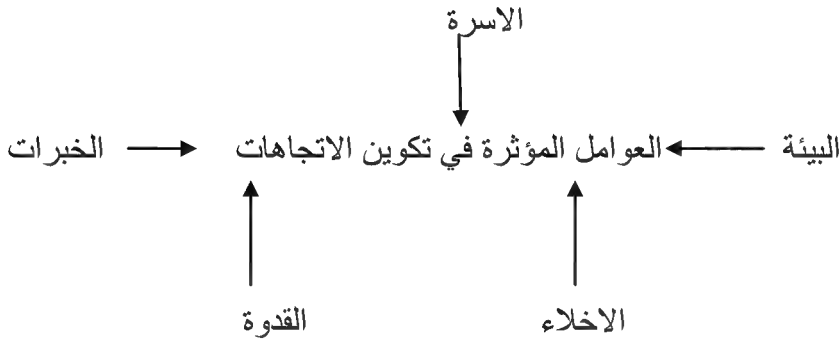 الاسرة
البيئة
العوامل المؤثرة في تكوين الاتجاهات
الخبرات
الاخلاء
القدوة